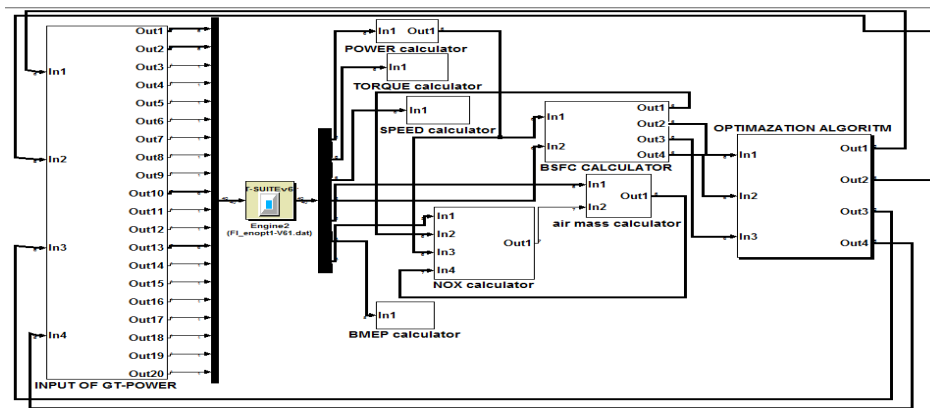 In1
In2
In3
In4
Out1
Out2
Out3
Out4
Out5
Out6
Out7
Out8
Out9
Out10
Out11
Out12
Out13
Out14
Out15
Out16
Out17
Out18
Out19
Out20
INPUT OF GT-POWER
T-SUITEv6
Engine2
(FI_enopt1-V61.dat)
In1 Out1
POWER calculator
In1
TORQUE calculator
In1
SPEED calculator
In1
In2
Out1
Out2
Out3
Out4
BSFC CALCULATOR
In1
In2
Out1
air mass calculator
In1
In2
In3
In4
Out1
NOX calculator
In1
BMEP calculator
OPTIMAZATION ALGORITM
In1
In2
In3
Out1
Out2
Out3
Out4